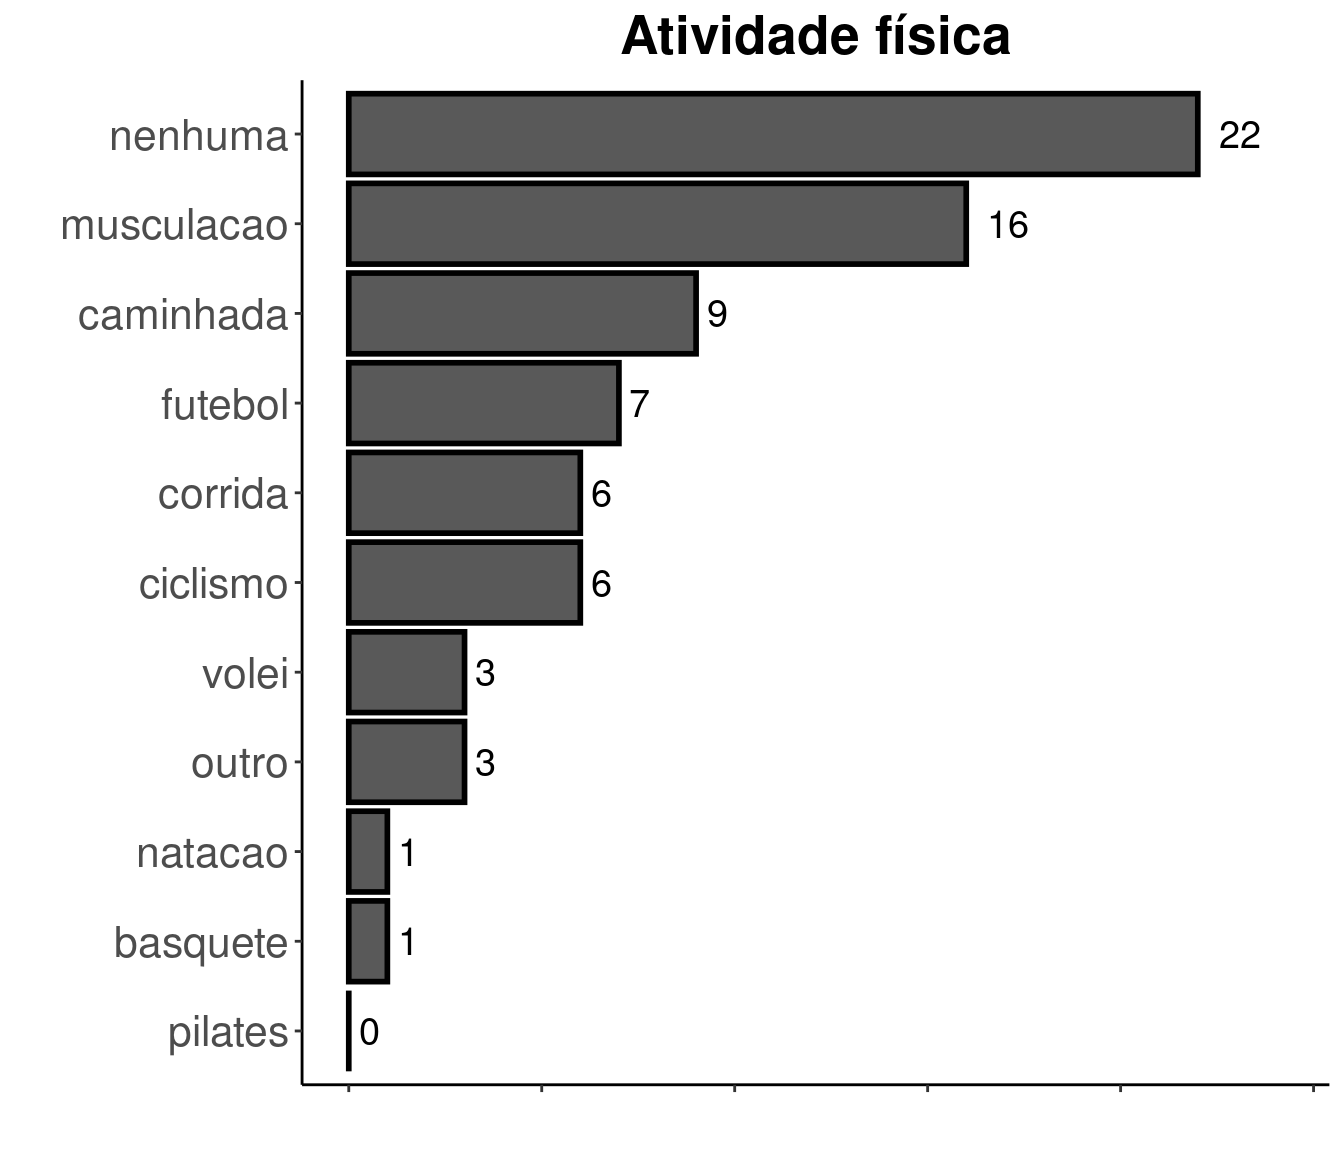 Atividade física
nenhuma 22
musculacao 16
caminhada 9
futebol 7
corrida 6
ciclismo 6
volei 3
outro 3
natacao 1
basquete 1
pilates 0